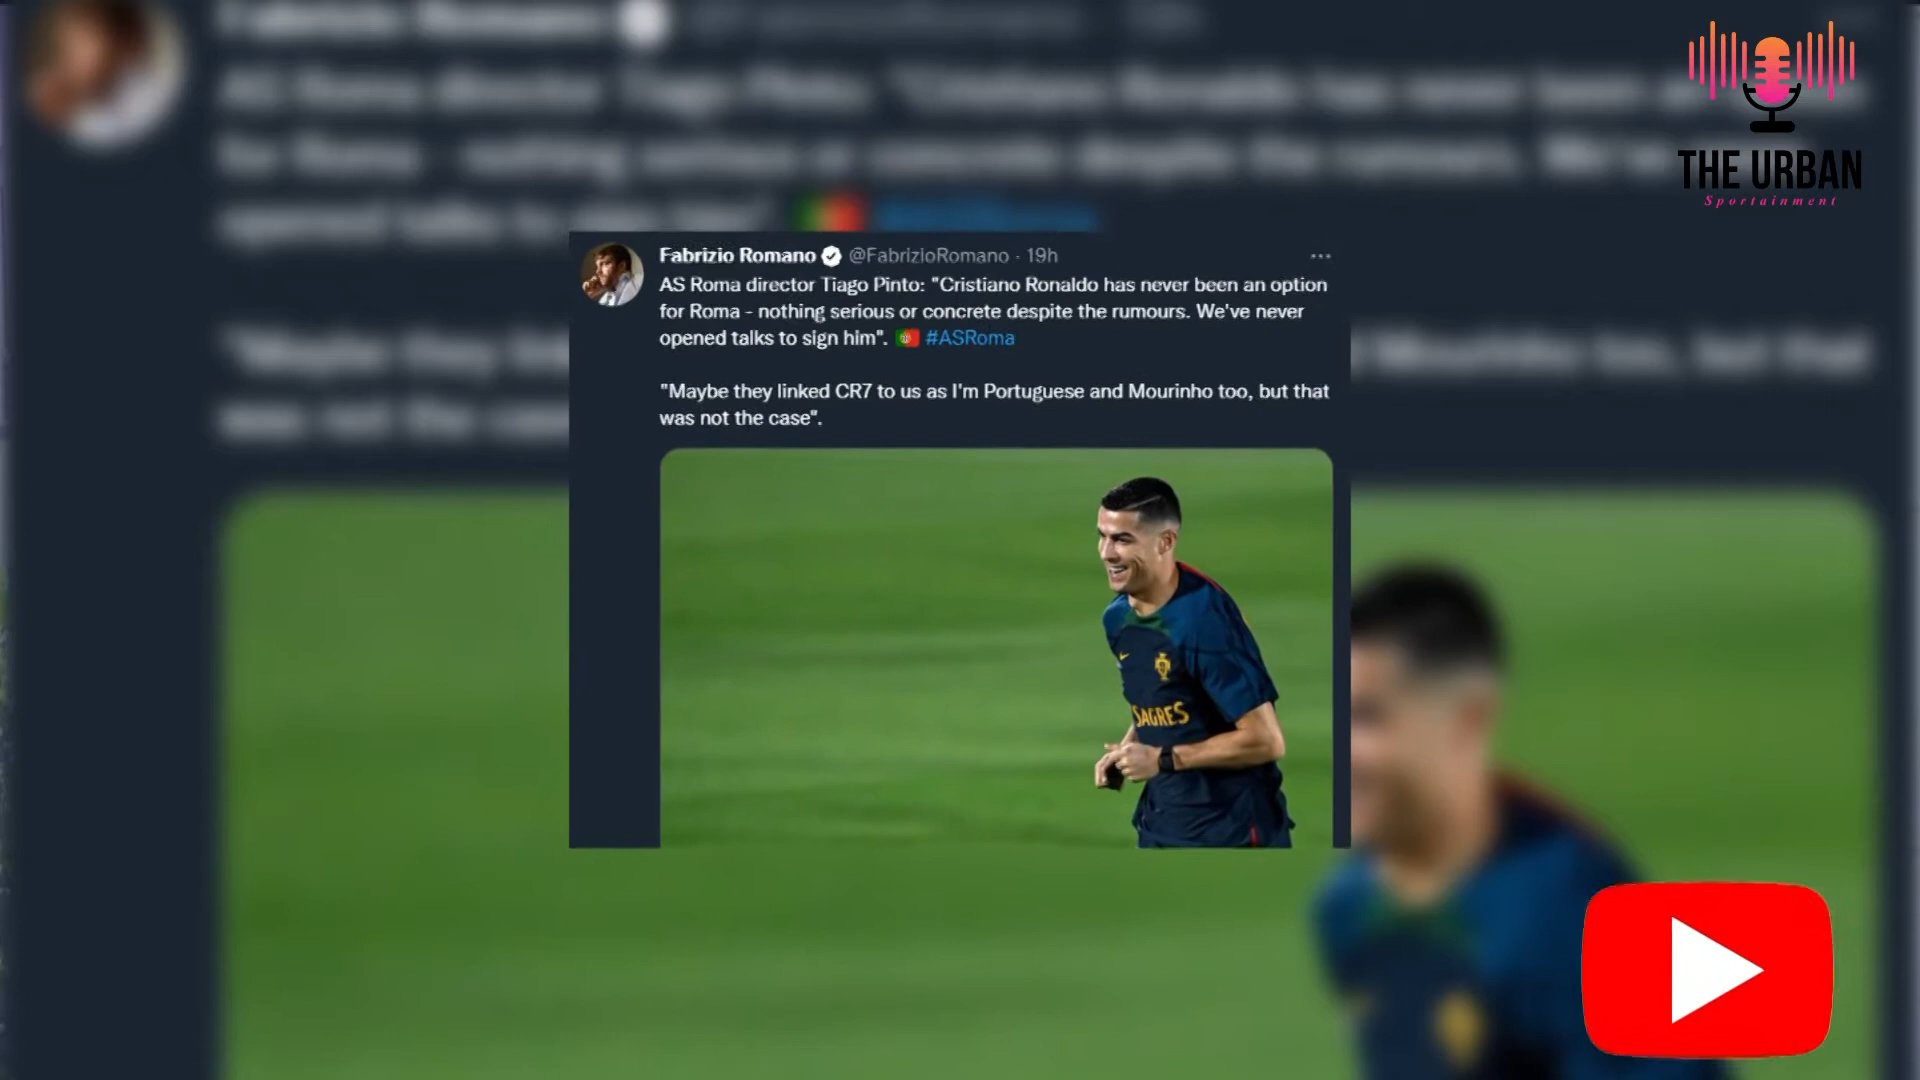 THE URBAN
Sportainment
Fabrizio Romano @FabrizioRomano · 19h
AS Roma director Tiago Pinto: "Cristiano Ronaldo has never been an option
for Roma - nothing serious or concrete despite the rumours. We've never
opened talks to sign him". 🇵🇹 #ASRoma
"Maybe they linked CR7 to us as I'm Portuguese and Mourinho too, but that
was not the case".
SAGRES